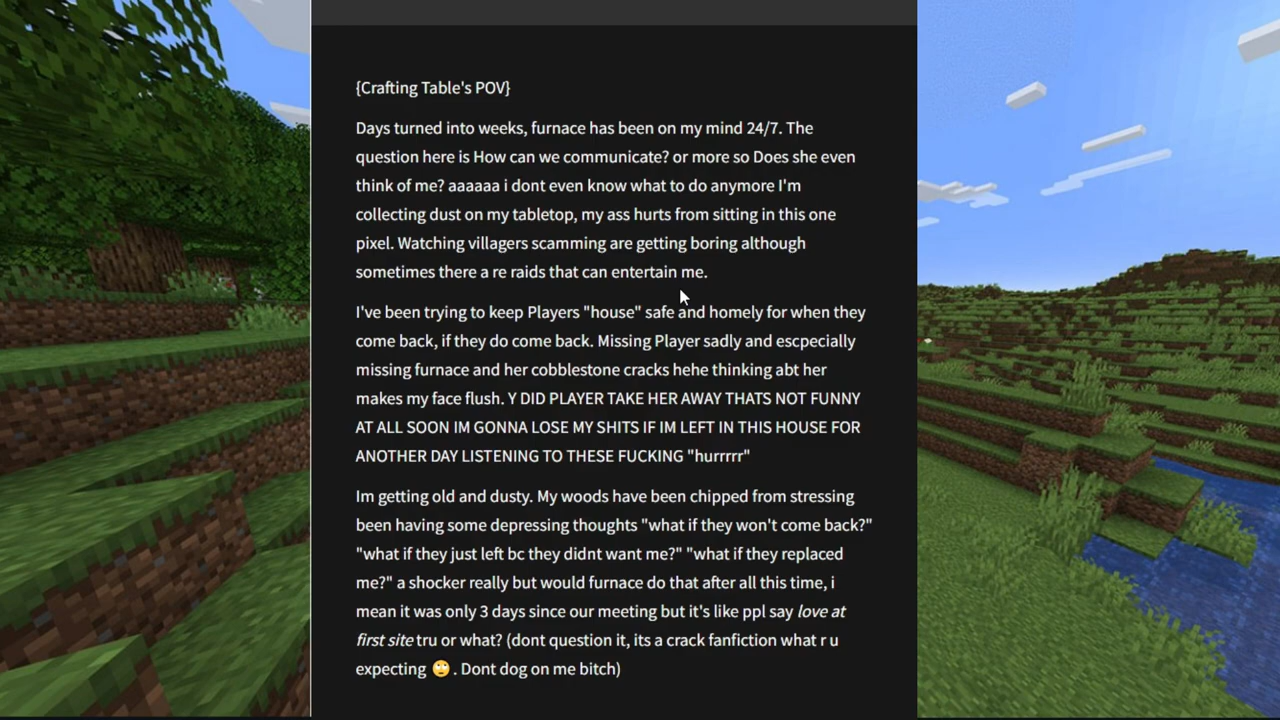 {Crafting Table's POV}
Days turned into weeks, furnace has been on my mind 24/7. The
question here is How can we communicate? or more so Does she even
think of me? aaaaaa i dont even know what to do anymore I'm
collecting dust on my tabletop, my ass hurts from sitting in this one
pixel. Watching villagers scamming are getting boring although
sometimes there a re raids that can entertain me.
I've been trying to keep Players "house" safe and homely for when they
come back, if they do come back. Missing Player sadly and escpecially
missing furnace and her cobblestone cracks hehe thinking abt her
makes my face flush. Y DID PLAYER TAKE HER AWAY THATS NOT FUNNY
AT ALL SOON IM GONNA LOSE MY SHITS IF IM LEFT IN THIS HOUSE FOR
ANOTHER DAY LISTENING TO THESE FUCKING "hurrrrr"
Im getting old and dusty. My woods have been chipped from stressing
been having some depressing thoughts "what if they won't come back?"
"what if they just left bc they didnt want me?" "what if they replaced
me?" a shocker really but would furnace do that after all this time, i
mean it was only 3 days since our meeting but it's like ppl say love at
first site tru or what? (dont question it, its a crack fanfiction what r u
expecting 🙄 . Dont dog on me bitch)